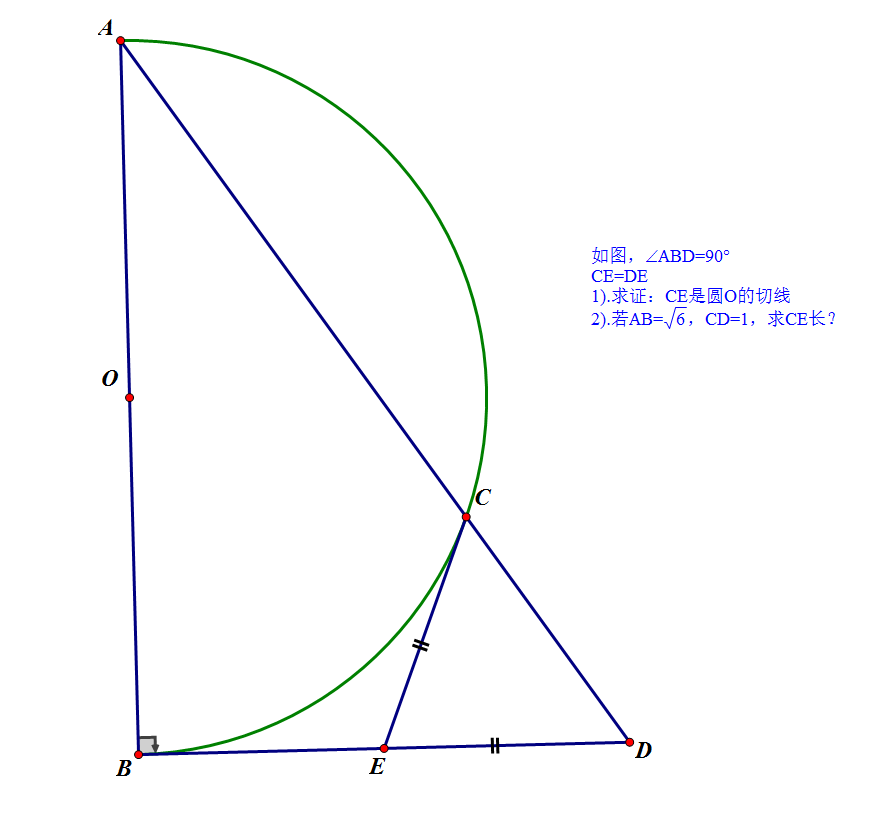 A
如图，∠ABD=90°
CE=DE
1).求证：CE是圆O的切线
2).若AB=√6，CD=1，求CE长?
O
C
B
E
D